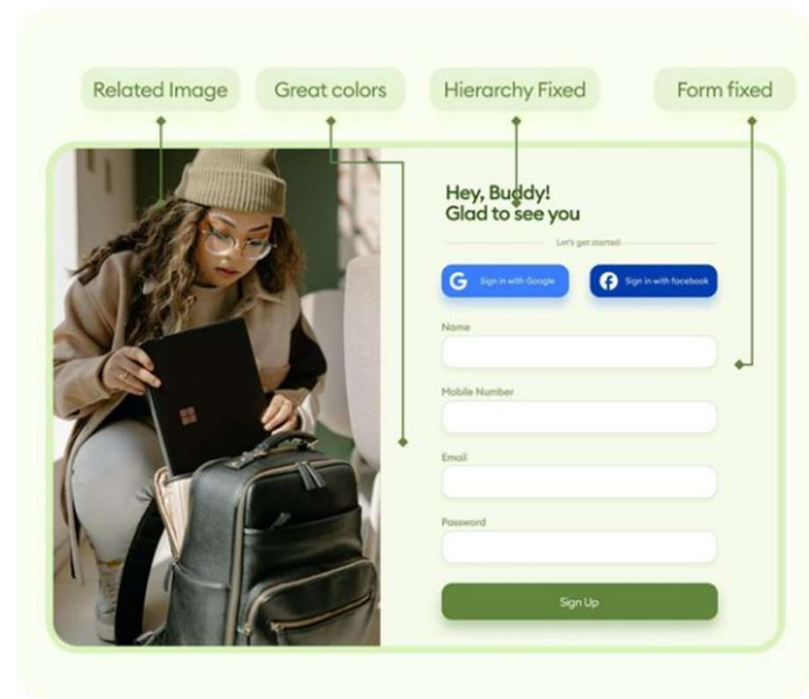 Related Image
Great colors
Hierarchy Fixed
Form fixed
Hey, Buddy!
Glad to see you
Let's get started
G Sign in with Google
f Sign in with facebook
Name
Mobile Number
Email
Password
Sign Up